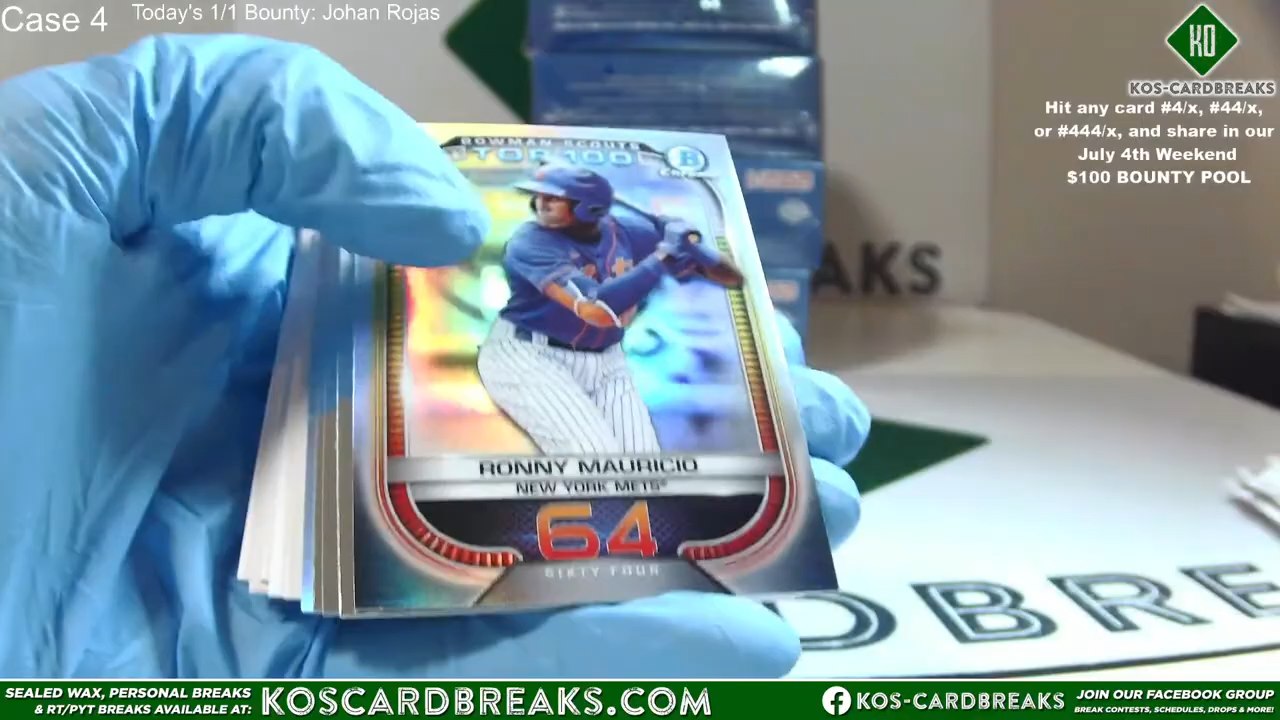 Case 4
Today's 1/1 Bounty: Johan Rojas
KO
KOS-CARDBREAKS
Hit any card #4/x, #44/x,
or #444/x, and share in our
July 4th Weekend
$100 BOUNTY POOL
BOWMAN SCOUTS
TOP 100
B
RONNY MAURICIO
NEW YORK METS
64
SIXTY FOUR
AKS
DBRE
SEALED WAX, PERSONAL BREAKS
& RT/PYT BREAKS AVAILABLE AT:
KOSCARDBREAKS.COM
KOS-CARDBREAKS
JOIN OUR FACEBOOK GROUP
BREAK CONTESTS, SCHEDULES, DROPS & MORE!